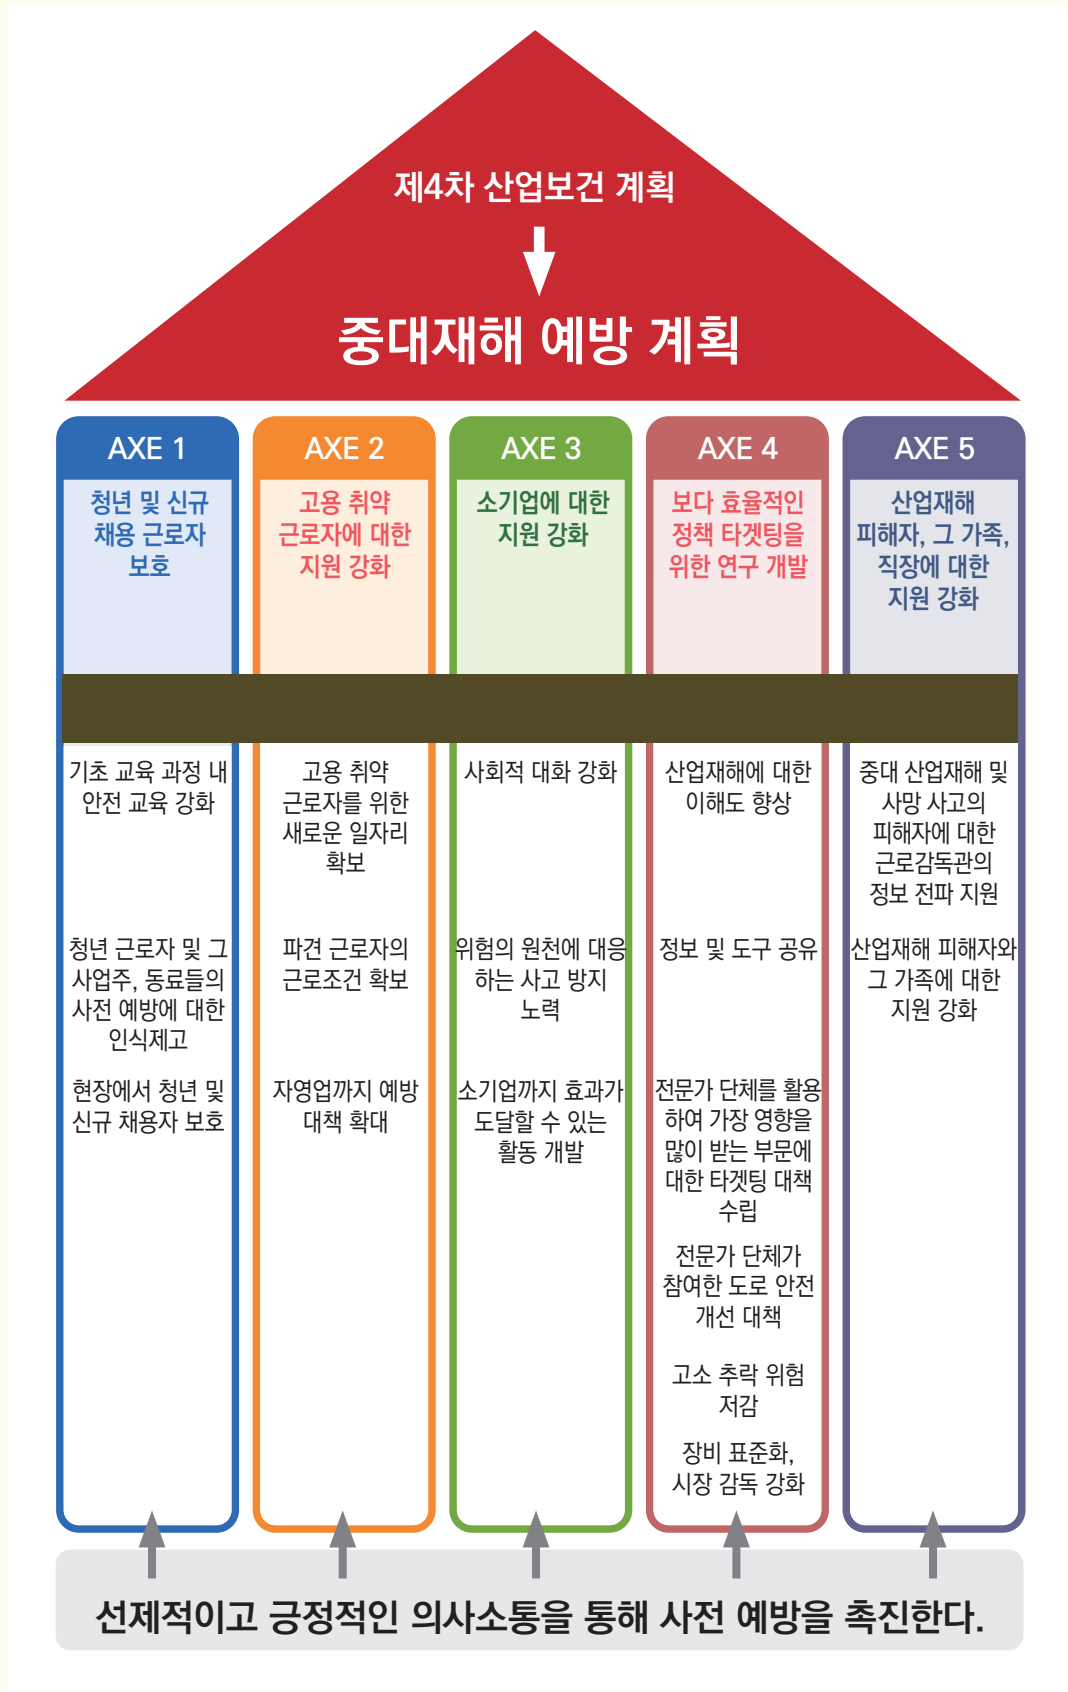 제4차 산업보건 계획
중대재해 예방 계획
AXE 1
청년 및 신규
채용 근로자
보호
기초 교육 과정 내
안전 교육 강화
청년 근로자 및 그
사업주, 동료들의
사전 예방에 대한
인식제고
현장에서 청년 및
신규 채용자 보호
AXE 2
고용 취약
근로자에 대한
지원 강화
고용 취약
근로자를 위한
새로운 일자리
확보
파견 근로자의
근로조건 확보
자영업까지 예방
대책 확대
AXE 3
소기업에 대한
지원 강화
사회적 대화 강화
위험의 원천에 대응
하는 사고 방지
노력
소기업까지 효과가
도달할 수 있는
활동 개발
AXE 4
보다 효율적인
정책 타겟팅을
위한 연구 개발
산업재해에 대한
이해도 향상
정보 및 도구 공유
전문가 단체를 활용
하여 가장 영향을
많이 받는 부문에
대한 타겟팅 대책
수립
전문가 단체가
참여한 도로 안전
개선 대책
고소 추락 위험
저감
장비 표준화,
시장 감독 강화
AXE 5
산업재해
피해자, 그 가족,
직장에 대한
지원 강화
중대 산업재해 및
사망 사고의
피해자에 대한
근로감독관의
정보 전파 지원
산업재해 피해자와
그 가족에 대한
지원 강화
선제적이고 긍정적인 의사소통을 통해 사전 예방을 촉진한다.